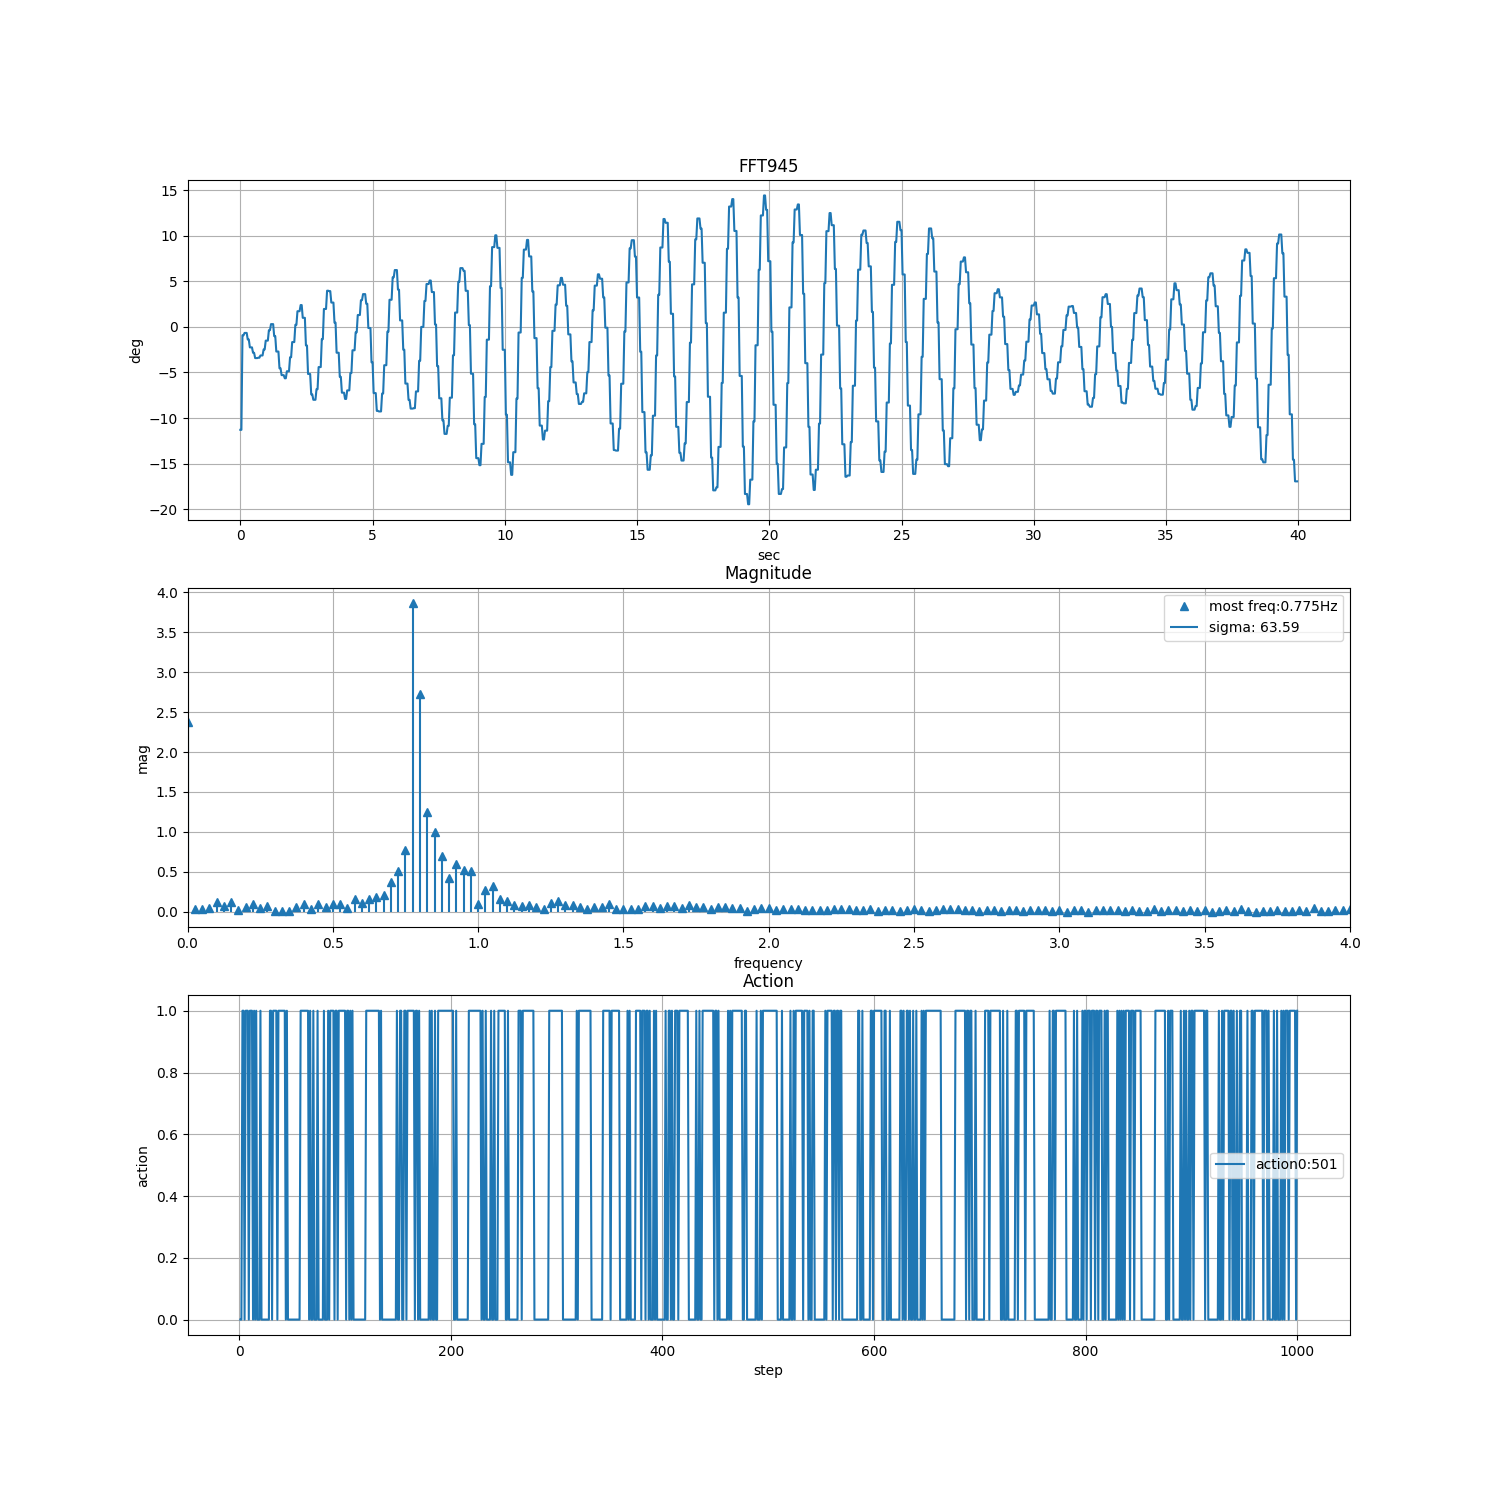 FFT945
15
10
5
0
−5
−10
−15
−20
deg
0 5 10 15 20 25 30 35 40
sec
Magnitude
4.0
3.5
3.0
2.5
2.0
1.5
1.0
0.5
0.0
mag
most freq:0.775Hz
sigma: 63.59
0.0 0.5 1.0 1.5 2.0 2.5 3.0 3.5 4.0
frequency
Action
1.0
0.8
0.6
0.4
0.2
0.0
action
action0:501
0 200 400 600 800 1000
step